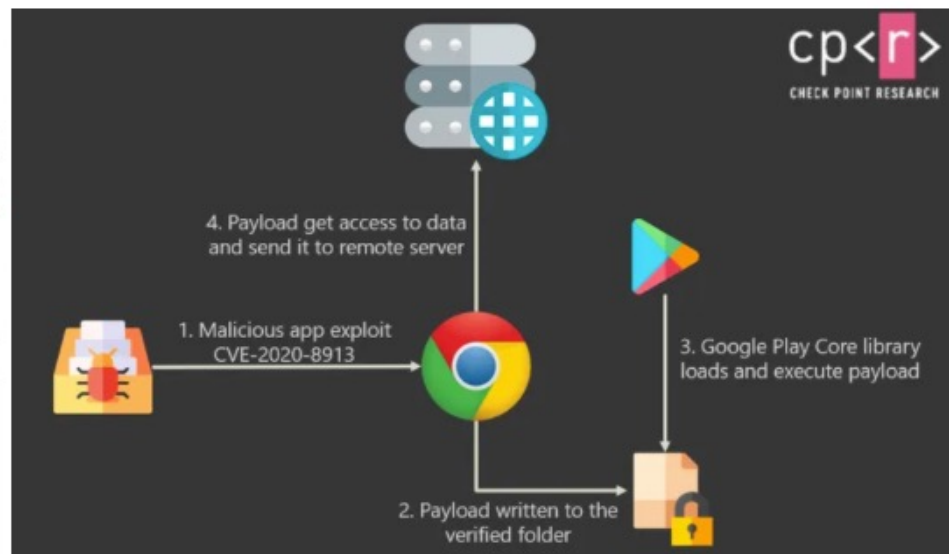 cp<r>
CHECK POINT RESEARCH
4. Payload get access to data
and send it to remote server
1. Malicious app exploit
CVE-2020-8913
3. Google Play Core library
loads and execute payload
2. Payload written to the
verified folder